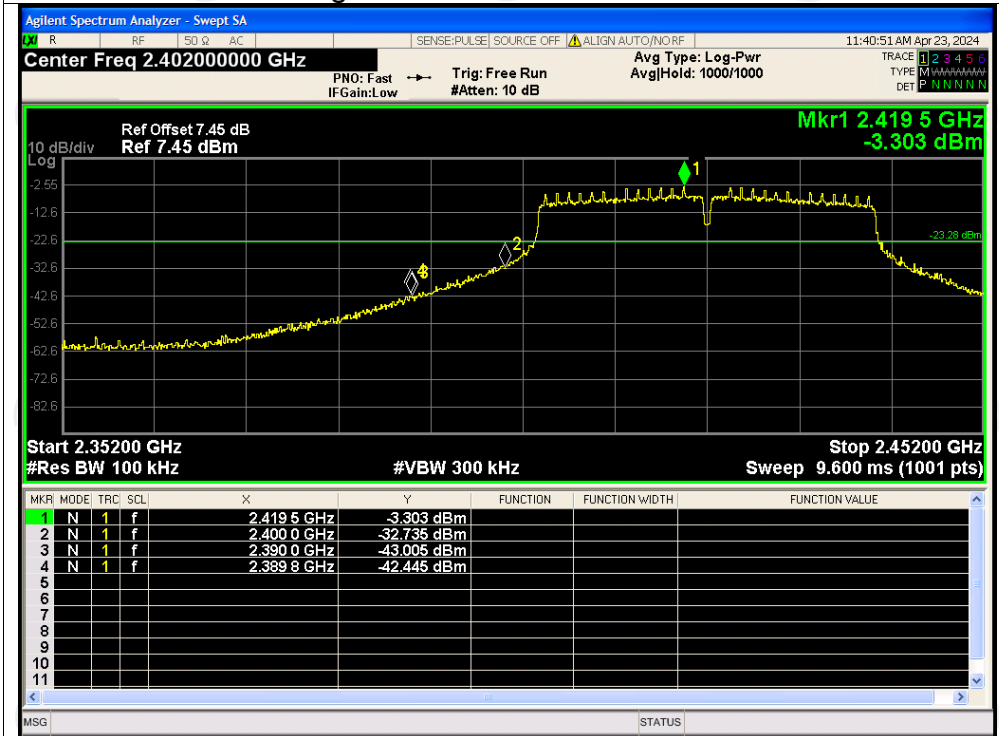 Agilent Spectrum Analyzer - Swept SA
LXI R RF 50 Ω AC SENSE:PULSE SOURCE OFF ALIGN AUTO/NO RF 11:40:51 AM Apr 23, 2024
Center Freq 2.402000000 GHz
PNO: Fast Trig: Free Run
IFGain:Low #Atten: 10 dB
Avg Type: Log-Pwr
Avg|Hold: 1000/1000
TRACE 1 2 3 4 5 6
TYPE M
DET P N N N N N
Mkr1 2.419 5 GHz
-3.303 dBm
Ref Offset 7.45 dB
10 dB/div Ref 7.45 dBm
Log
-2.55
-12.6
-22.6
-32.6
-42.6
-52.6
-62.6
-72.6
-82.6
1
2
-23.28 dBm
Start 2.35200 GHz Stop 2.45200 GHz
#Res BW 100 kHz #VBW 300 kHz Sweep 9.600 ms (1001 pts)
MKR MODE TRC SCL X Y FUNCTION FUNCTION WIDTH FUNCTION VALUE
1 N 1 f 2.419 5 GHz -3.303 dBm
2 N 1 f 2.400 0 GHz -32.735 dBm
3 N 1 f 2.390 0 GHz -43.005 dBm
4 N 1 f 2.389 8 GHz -42.445 dBm
5
6
7
8
9
10
11
MSG STATUS